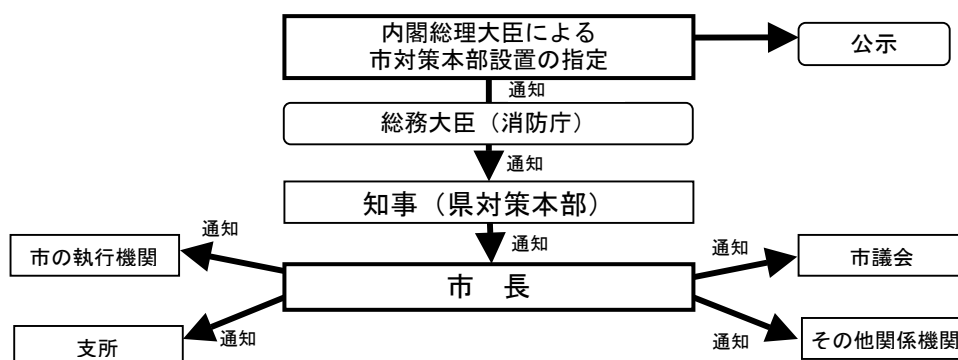 内閣総理大臣による
市対策本部設置の指定
公示
通知
総務大臣（消防庁）
通知
知事（県対策本部）
通知
通知
通知
市の執行機関
市議会
市　長
通知
通知
支所
その他関係機関